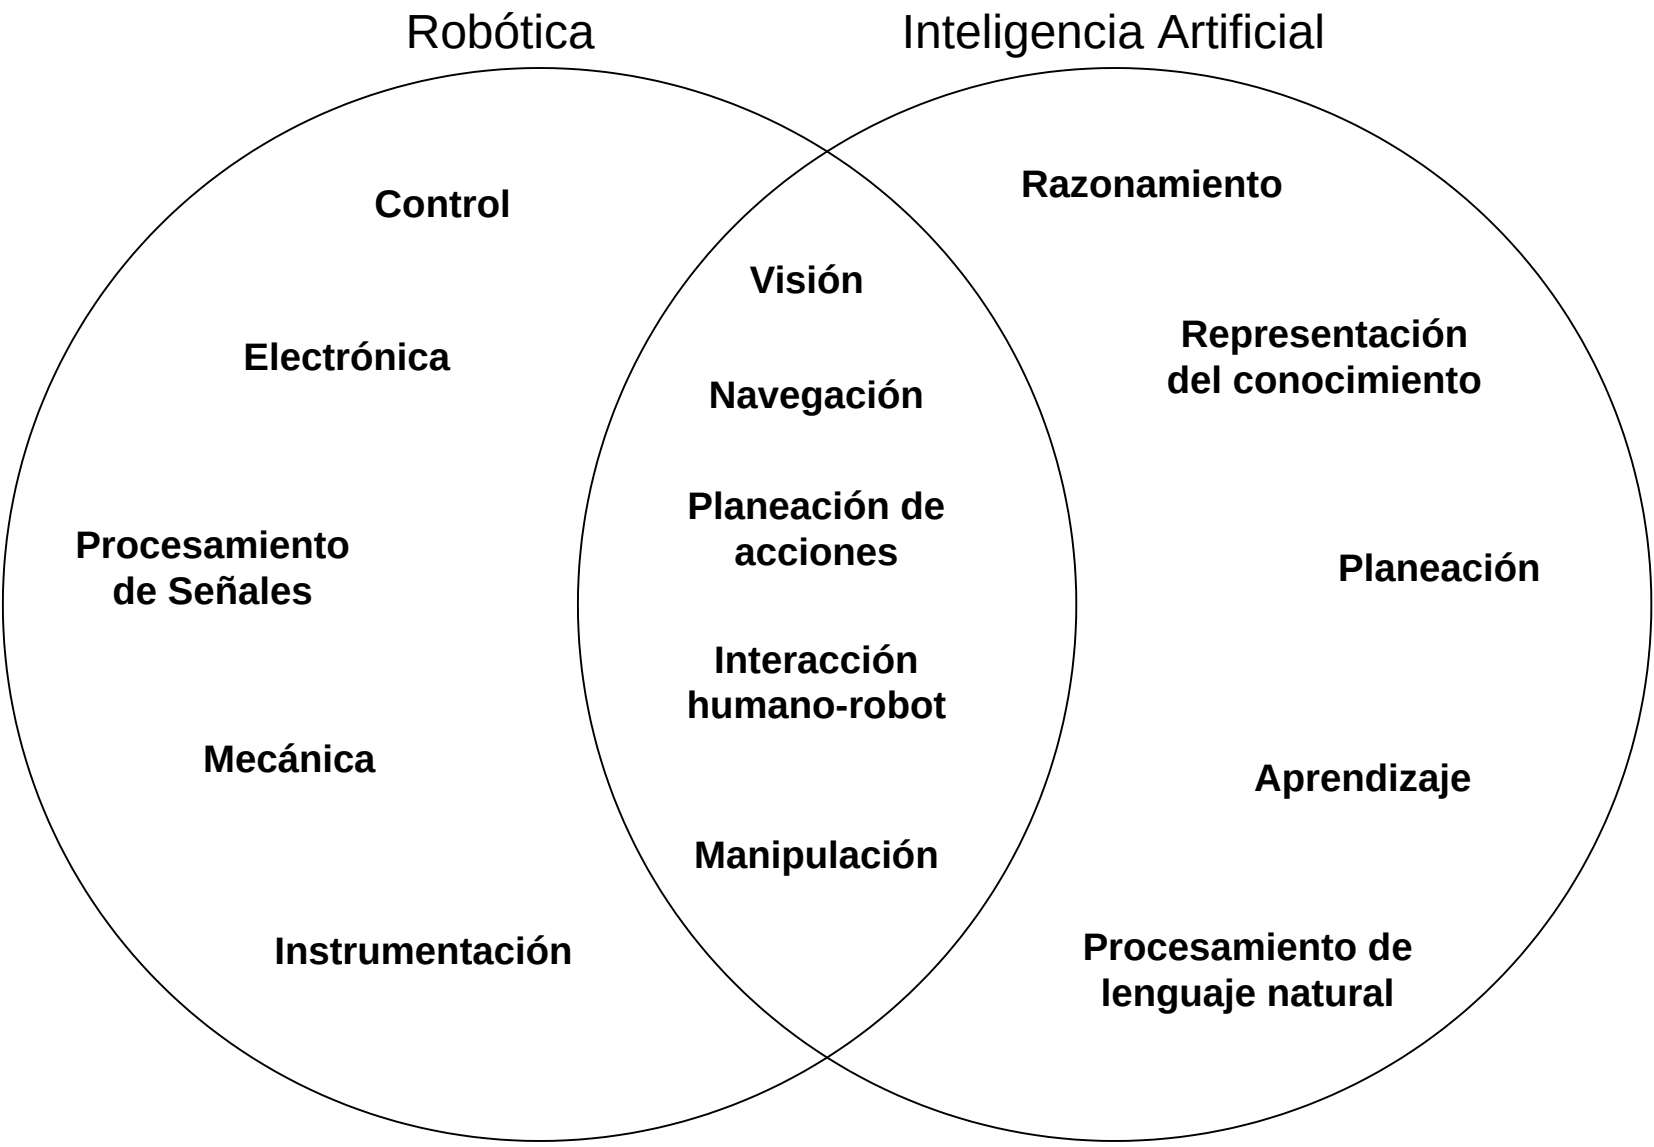 Robótica
Inteligencia Artificial
Control
Electrónica
Procesamiento
de Señales
Mecánica
Instrumentación
Visión
Navegación
Planeación de
acciones
Interacción
humano-robot
Manipulación
Razonamiento
Representación
del conocimiento
Planeación
Aprendizaje
Procesamiento de
lenguaje natural